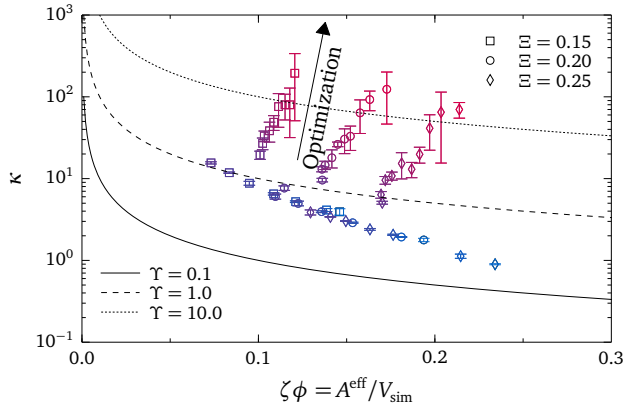 10³
10²
10¹
10⁰
10⁻¹
κ
Optimization
Ξ = 0.15
Ξ = 0.20
Ξ = 0.25
ϒ = 0.1
ϒ = 1.0
ϒ = 10.0
0.0
0.1
0.2
0.3
ζϕ = A^eff/V_sim